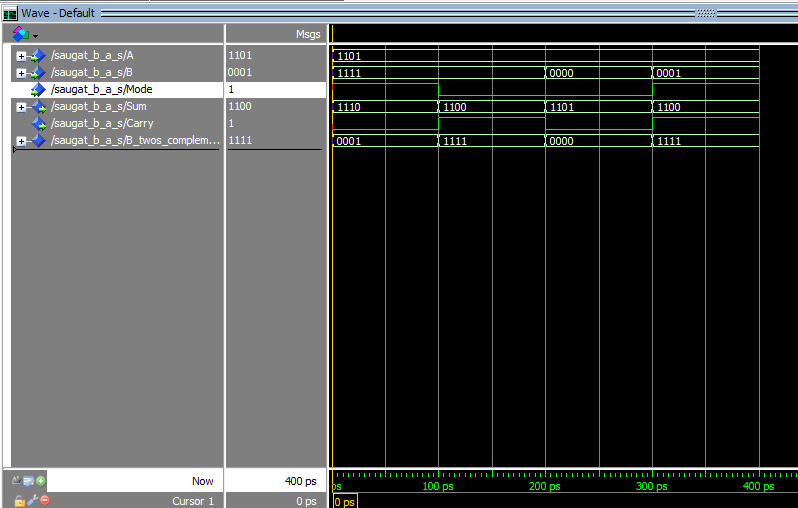 Wave - Default
Msgs
/saugat_b_a_s/A 1101 1101
/saugat_b_a_s/B 0001 1111 0000 0001
/saugat_b_a_s/Mode 1
/saugat_b_a_s/Sum 1100 1110 1100 1101 1100
/saugat_b_a_s/Carry 1
/saugat_b_a_s/B_twos_complem... 1111 0001 1111 0000 1111
Now 400 ps ps 100 ps 200 ps 300 ps 400 ps
Cursor 1 0 ps 0 ps